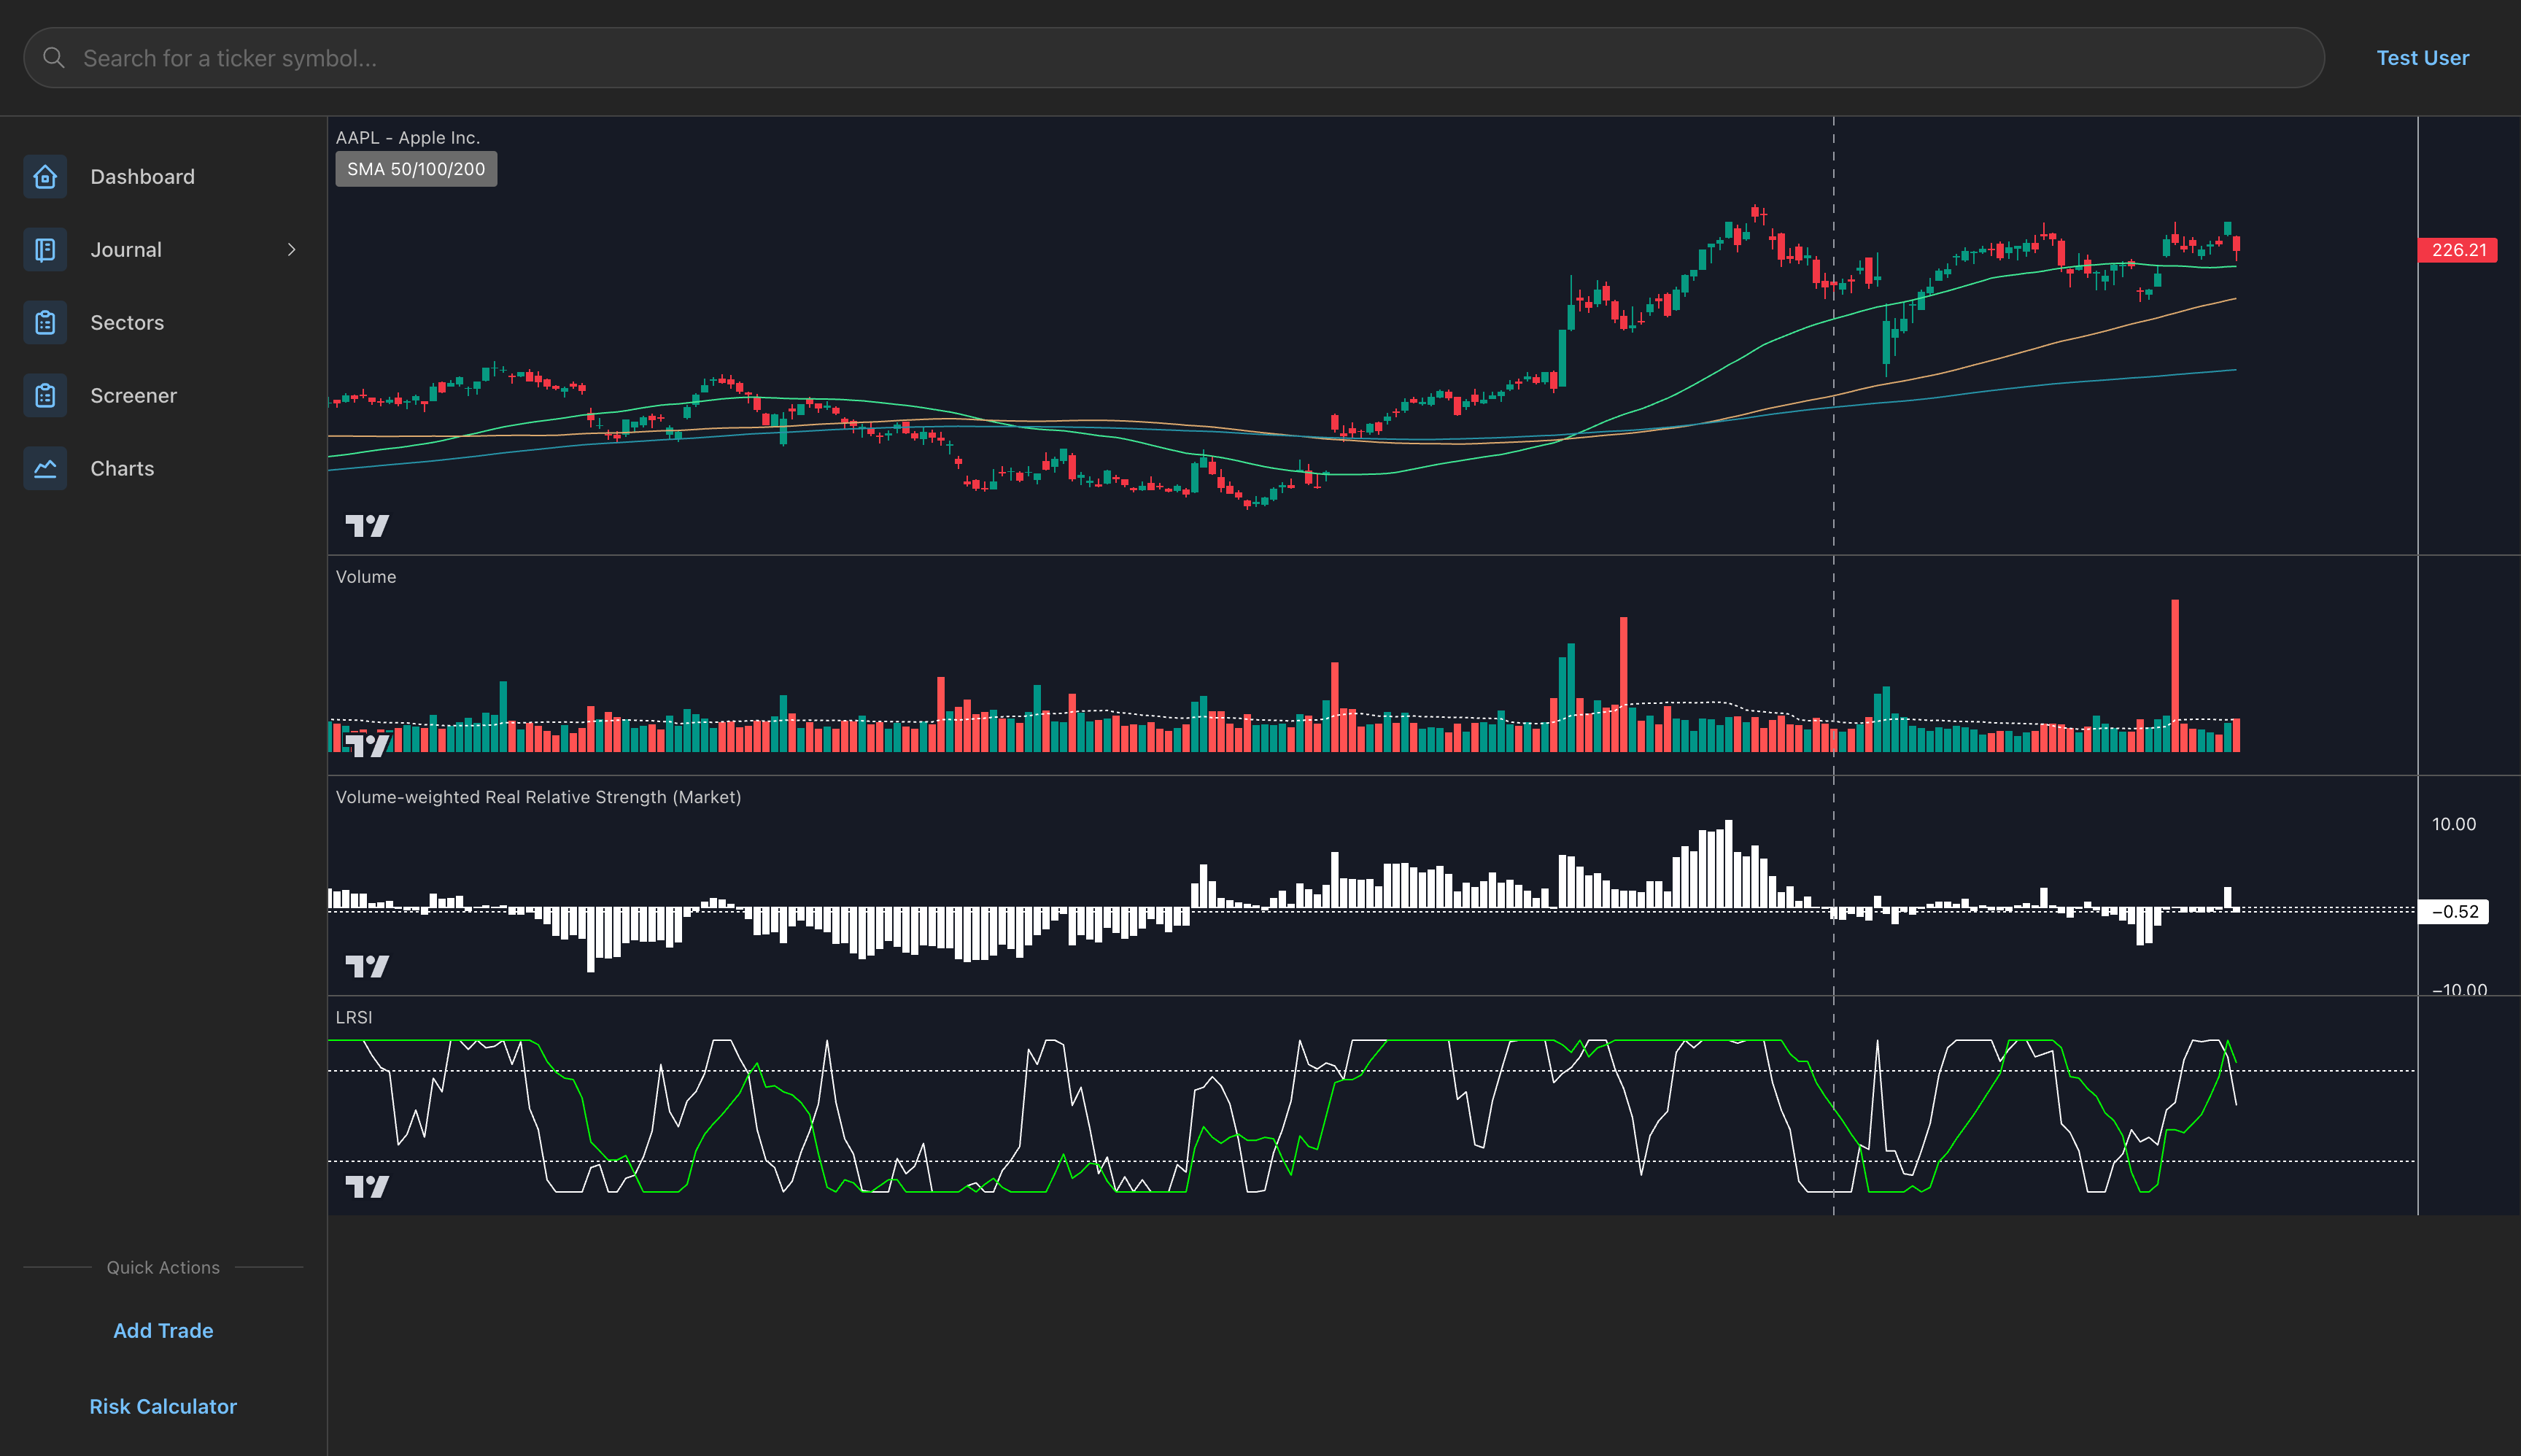 Search for a ticker symbol...
Test User
Dashboard
Journal
Sectors
Screener
Charts
Quick Actions
Add Trade
Risk Calculator
AAPL - Apple Inc.
SMA 50/100/200
226.21
Volume
Volume-weighted Real Relative Strength (Market)
10.00
−0.52
−10.00
LRSI